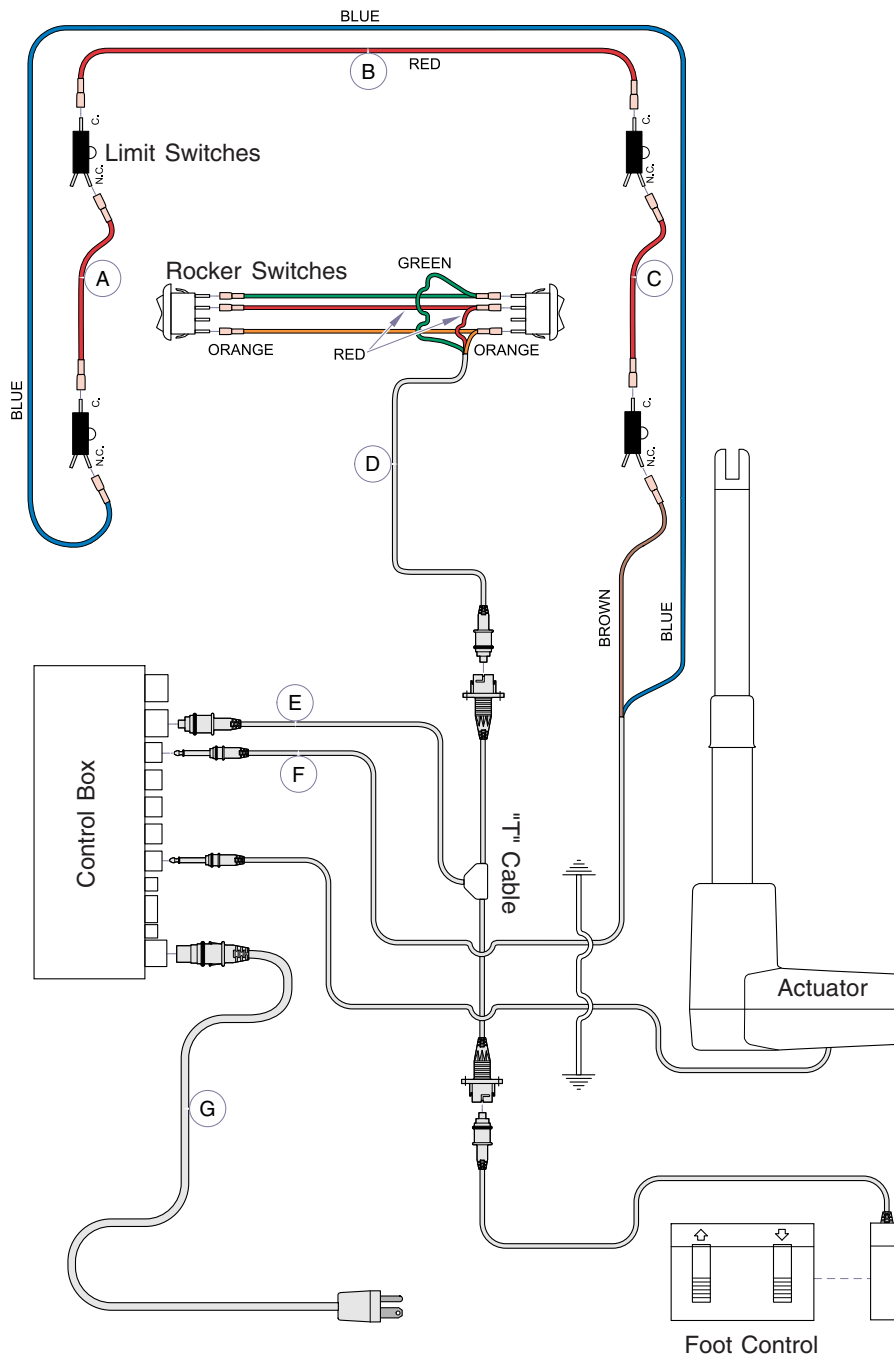 BLUE
B
RED
C.
C.
Limit Switches
N.C.
N.C.
A
Rocker Switches
GREEN
C
ORANGE
RED
ORANGE
BLUE
C.
C.
N.C.
N.C.
D
BROWN
BLUE
E
F
Control Box
"T" Cable
Actuator
G
Foot Control